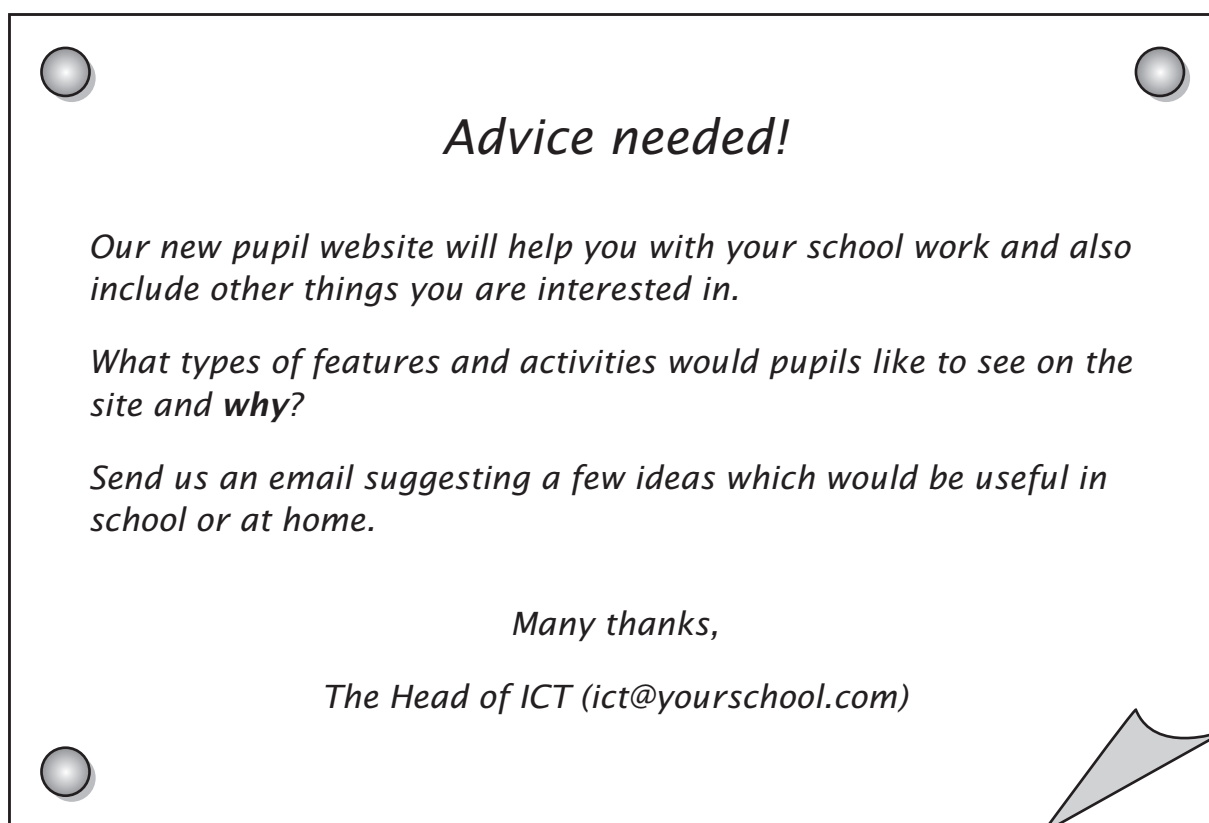 Advice needed!
Our new pupil website will help you with your school work and also
include other things you are interested in.
What types of features and activities would pupils like to see on the
site and why?
Send us an email suggesting a few ideas which would be useful in
school or at home.
Many thanks,
The Head of ICT (ict@yourschool.com)